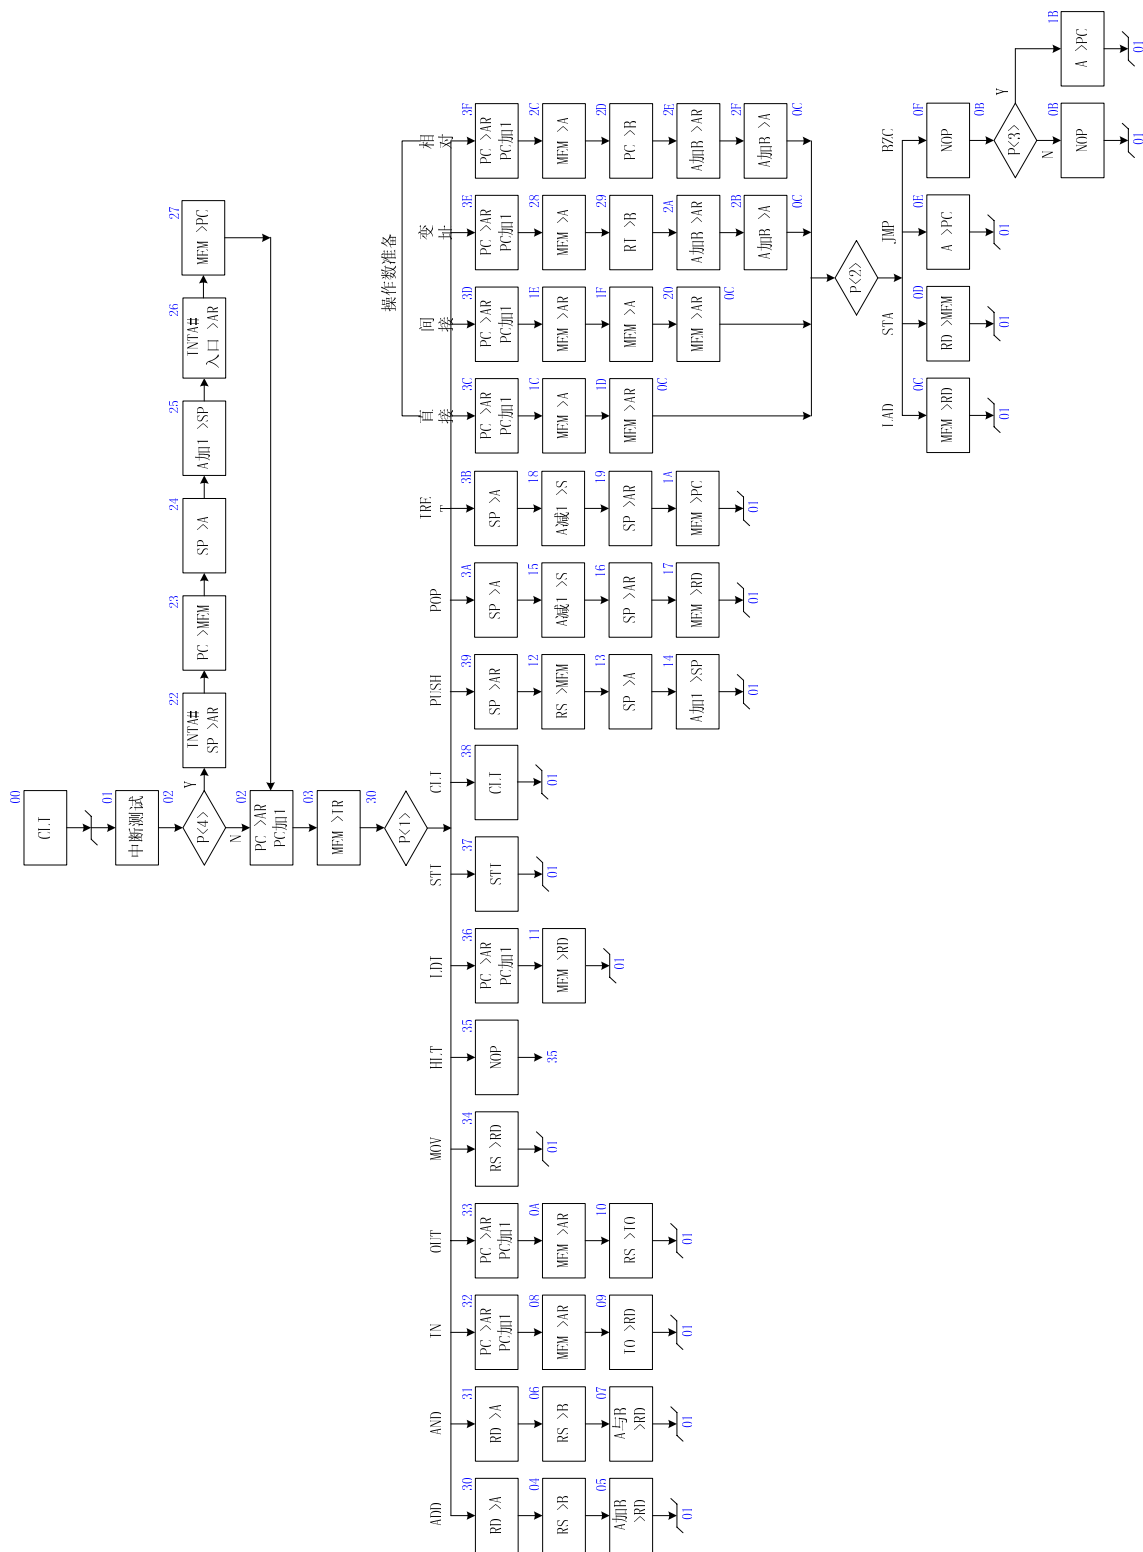 00
CLI
01
中断测试
02
P<4>
Y
N
22
INTA#
SP >AR
23
PC >MEM
24
SP >A
25
A加1 >SP
26
INTA#
入口 >AR
27
MEM >PC
02
PC >AR
PC加1
03
MEM >IR
30
P<1>
ADD
30
RD >A
04
RS >B
05
A加B
>RD
01
AND
31
RD >A
06
RS >B
07
A与B
>RD
01
IN
32
PC >AR
PC加1
08
MEM >AR
09
IO >RD
01
OUT
33
PC >AR
PC加1
0A
MEM >AR
10
RS >IO
01
MOV
34
RS >RD
01
HLT
35
NOP
35
LDI
36
PC >AR
PC加1
11
MEM >RD
01
STI
37
STI
01
CLI
38
CLI
01
PUSH
39
SP >AR
12
RS >MEM
13
SP >A
14
A加1 >SP
01
POP
3A
SP >A
15
A减1 >S
16
SP >AR
17
MEM >RD
01
IRE
T
3B
SP >A
18
A减1 >S
19
SP >AR
1A
MEM >PC
01
操作数准备
直
接
3C
PC >AR
PC加1
1C
MEM >A
1D
MEM >AR
0C
间
接
3D
PC >AR
PC加1
1E
MEM >AR
1F
MEM >A
20
MEM >AR
0C
变
址
3E
PC >AR
PC加1
28
MEM >A
29
RI >B
2A
A加B >AR
2B
A加B >A
0C
相
对
3F
PC >AR
PC加1
2C
MEM >A
2D
PC >B
2E
A加B >AR
2F
A加B >A
0C
P<2>
LAD
0C
MEM >RD
01
STA
0D
RD >MEM
01
JMP
0E
A >PC
01
BZC
0F
NOP
0B
P<3>
N
Y
0B
NOP
01
1B
A >PC
01